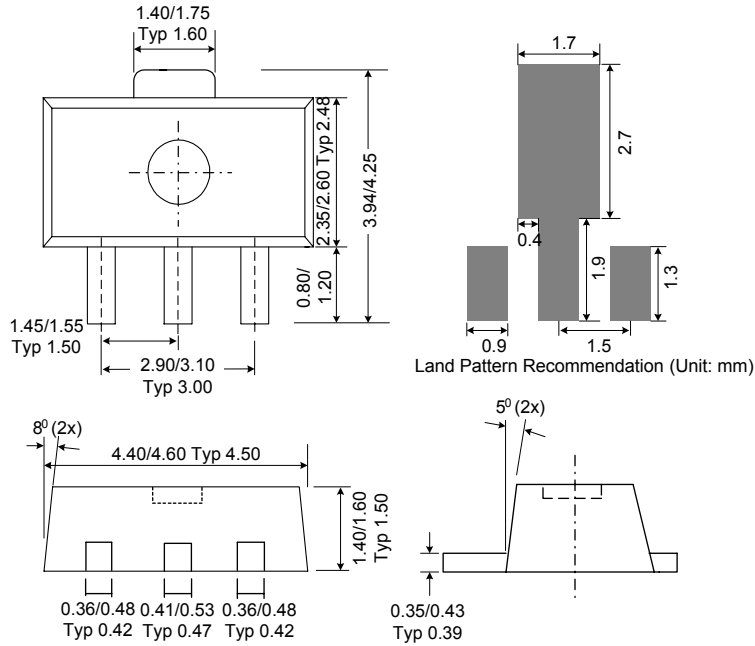 1.40/1.75
Typ 1.60
2.35/2.60 Typ 2.48
3.94/4.25
0.80/
1.20
1.45/1.55
Typ 1.50
2.90/3.10
Typ 3.00
1.7
2.7
0.4
1.9
1.3
0.9
1.5
Land Pattern Recommendation (Unit: mm)
8⁰ (2x)
4.40/4.60 Typ 4.50
1.40/1.60
Typ 1.50
0.36/0.48 0.41/0.53 0.36/0.48
Typ 0.42 Typ 0.47 Typ 0.42
5⁰ (2x)
0.35/0.43
Typ 0.39